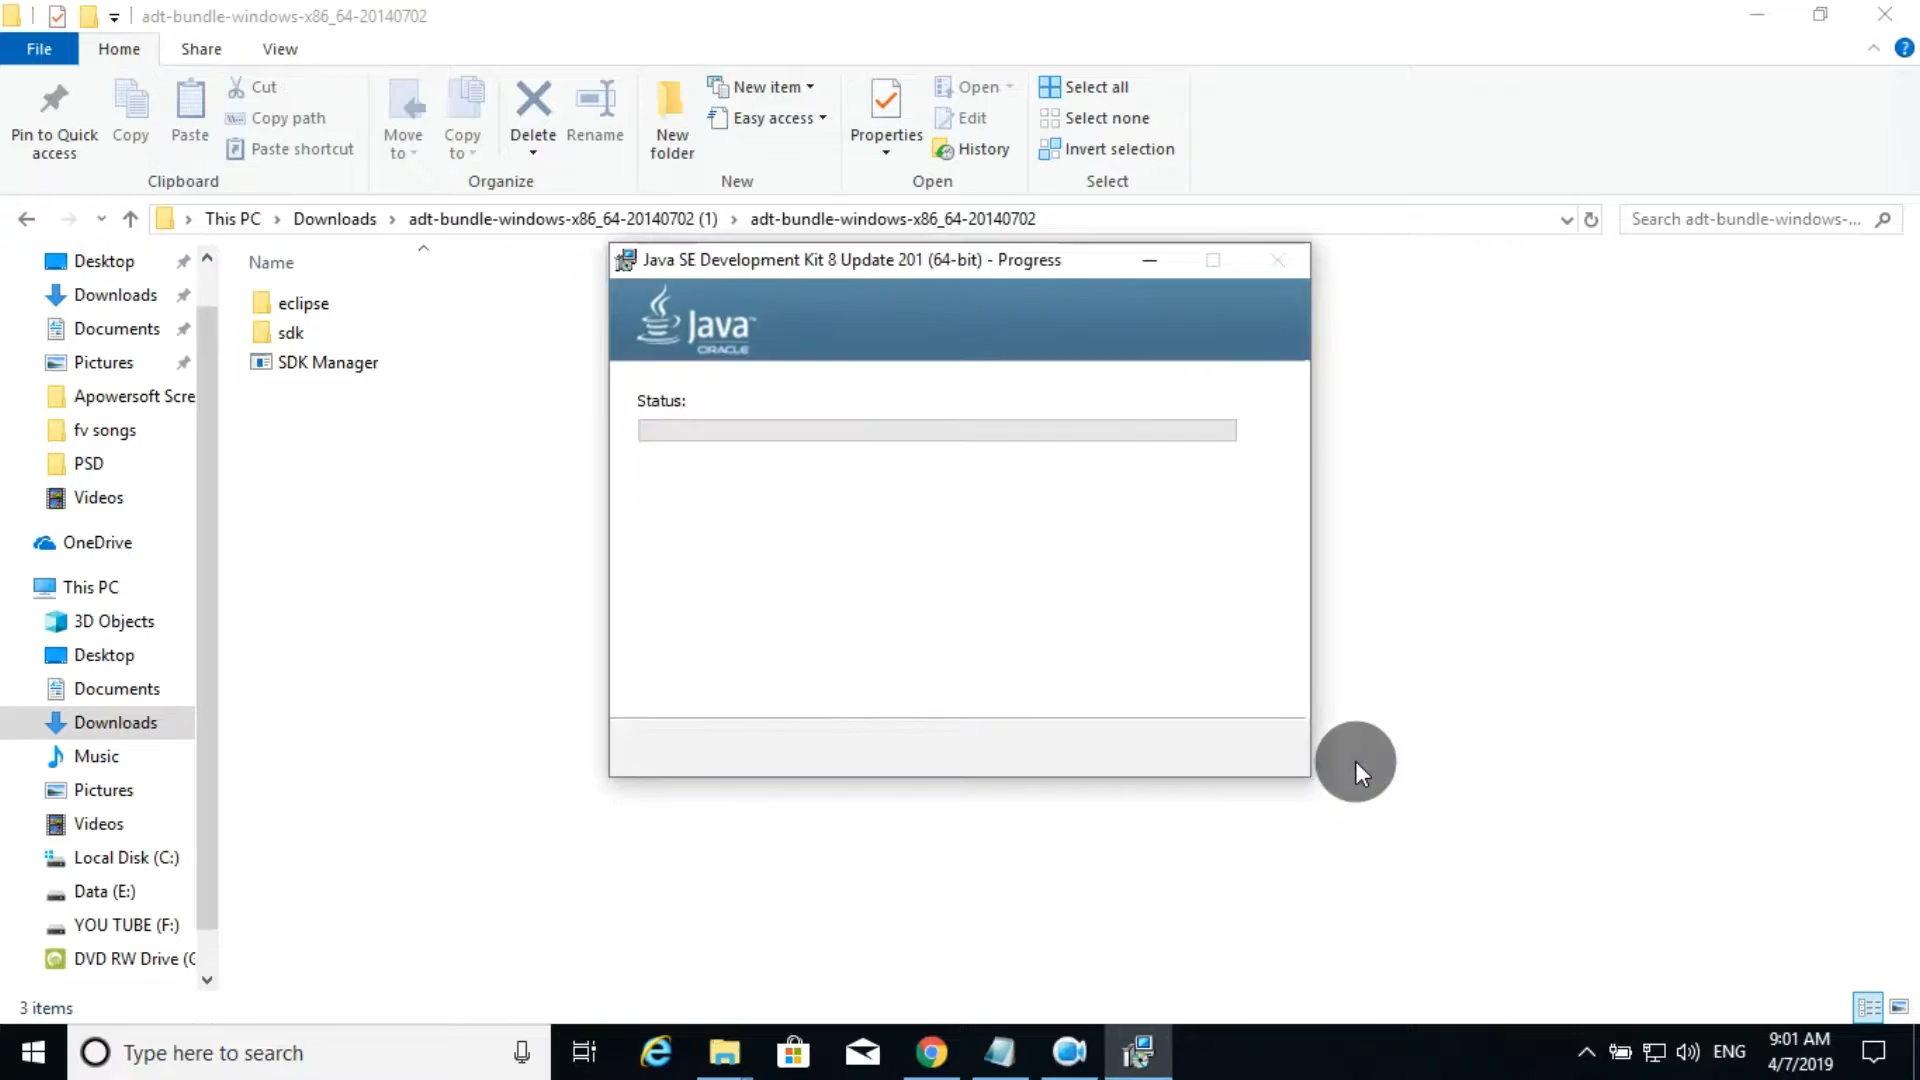 adt-bundle-windows-x86_64-20140702
File
Home
Share
View
Pin to Quick access
Copy
Paste
Cut
Copy path
Paste shortcut
Clipboard
Move to
Copy to
Delete
Rename
Organize
New folder
New item
Easy access
New
Properties
Open
Edit
History
Open
Select all
Select none
Invert selection
Select
This PC
Downloads
adt-bundle-windows-x86_64-20140702 (1)
adt-bundle-windows-x86_64-20140702
Search adt-bundle-windows-...
Desktop
Downloads
Documents
Pictures
Apowersoft Scre
fv songs
PSD
Videos
OneDrive
This PC
3D Objects
Desktop
Documents
Downloads
Music
Pictures
Videos
Local Disk (C:)
Data (E:)
YOU TUBE (F:)
DVD RW Drive (G
Name
eclipse
sdk
SDK Manager
Java SE Development Kit 8 Update 201 (64-bit) - Progress
Java™
ORACLE
Status:
3 items
Type here to search
ENG
9:01 AM
4/7/2019